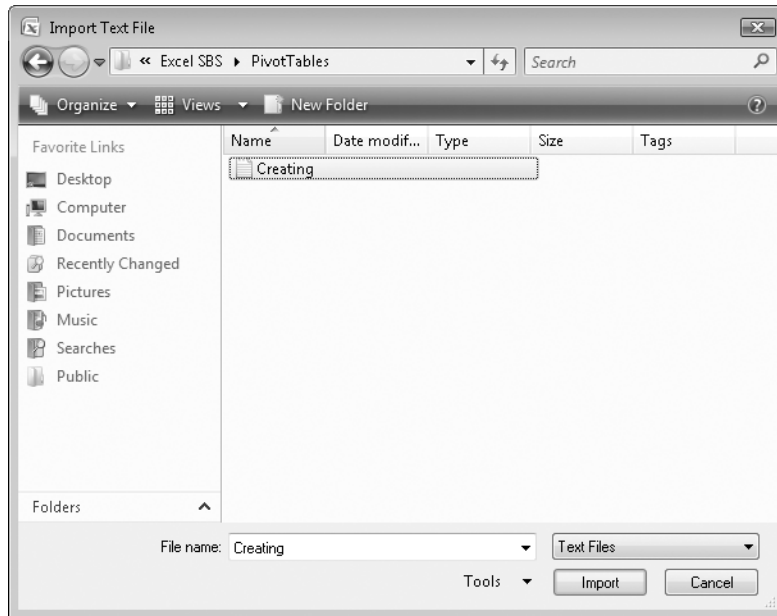 Import Text File
« Excel SBS ▸ PivotTables Search
Organize Views New Folder
Favorite Links
Name Date modif... Type Size Tags
Creating
Desktop
Computer
Documents
Recently Changed
Pictures
Music
Searches
Public
Folders
File name: Creating Text Files
Tools Import Cancel